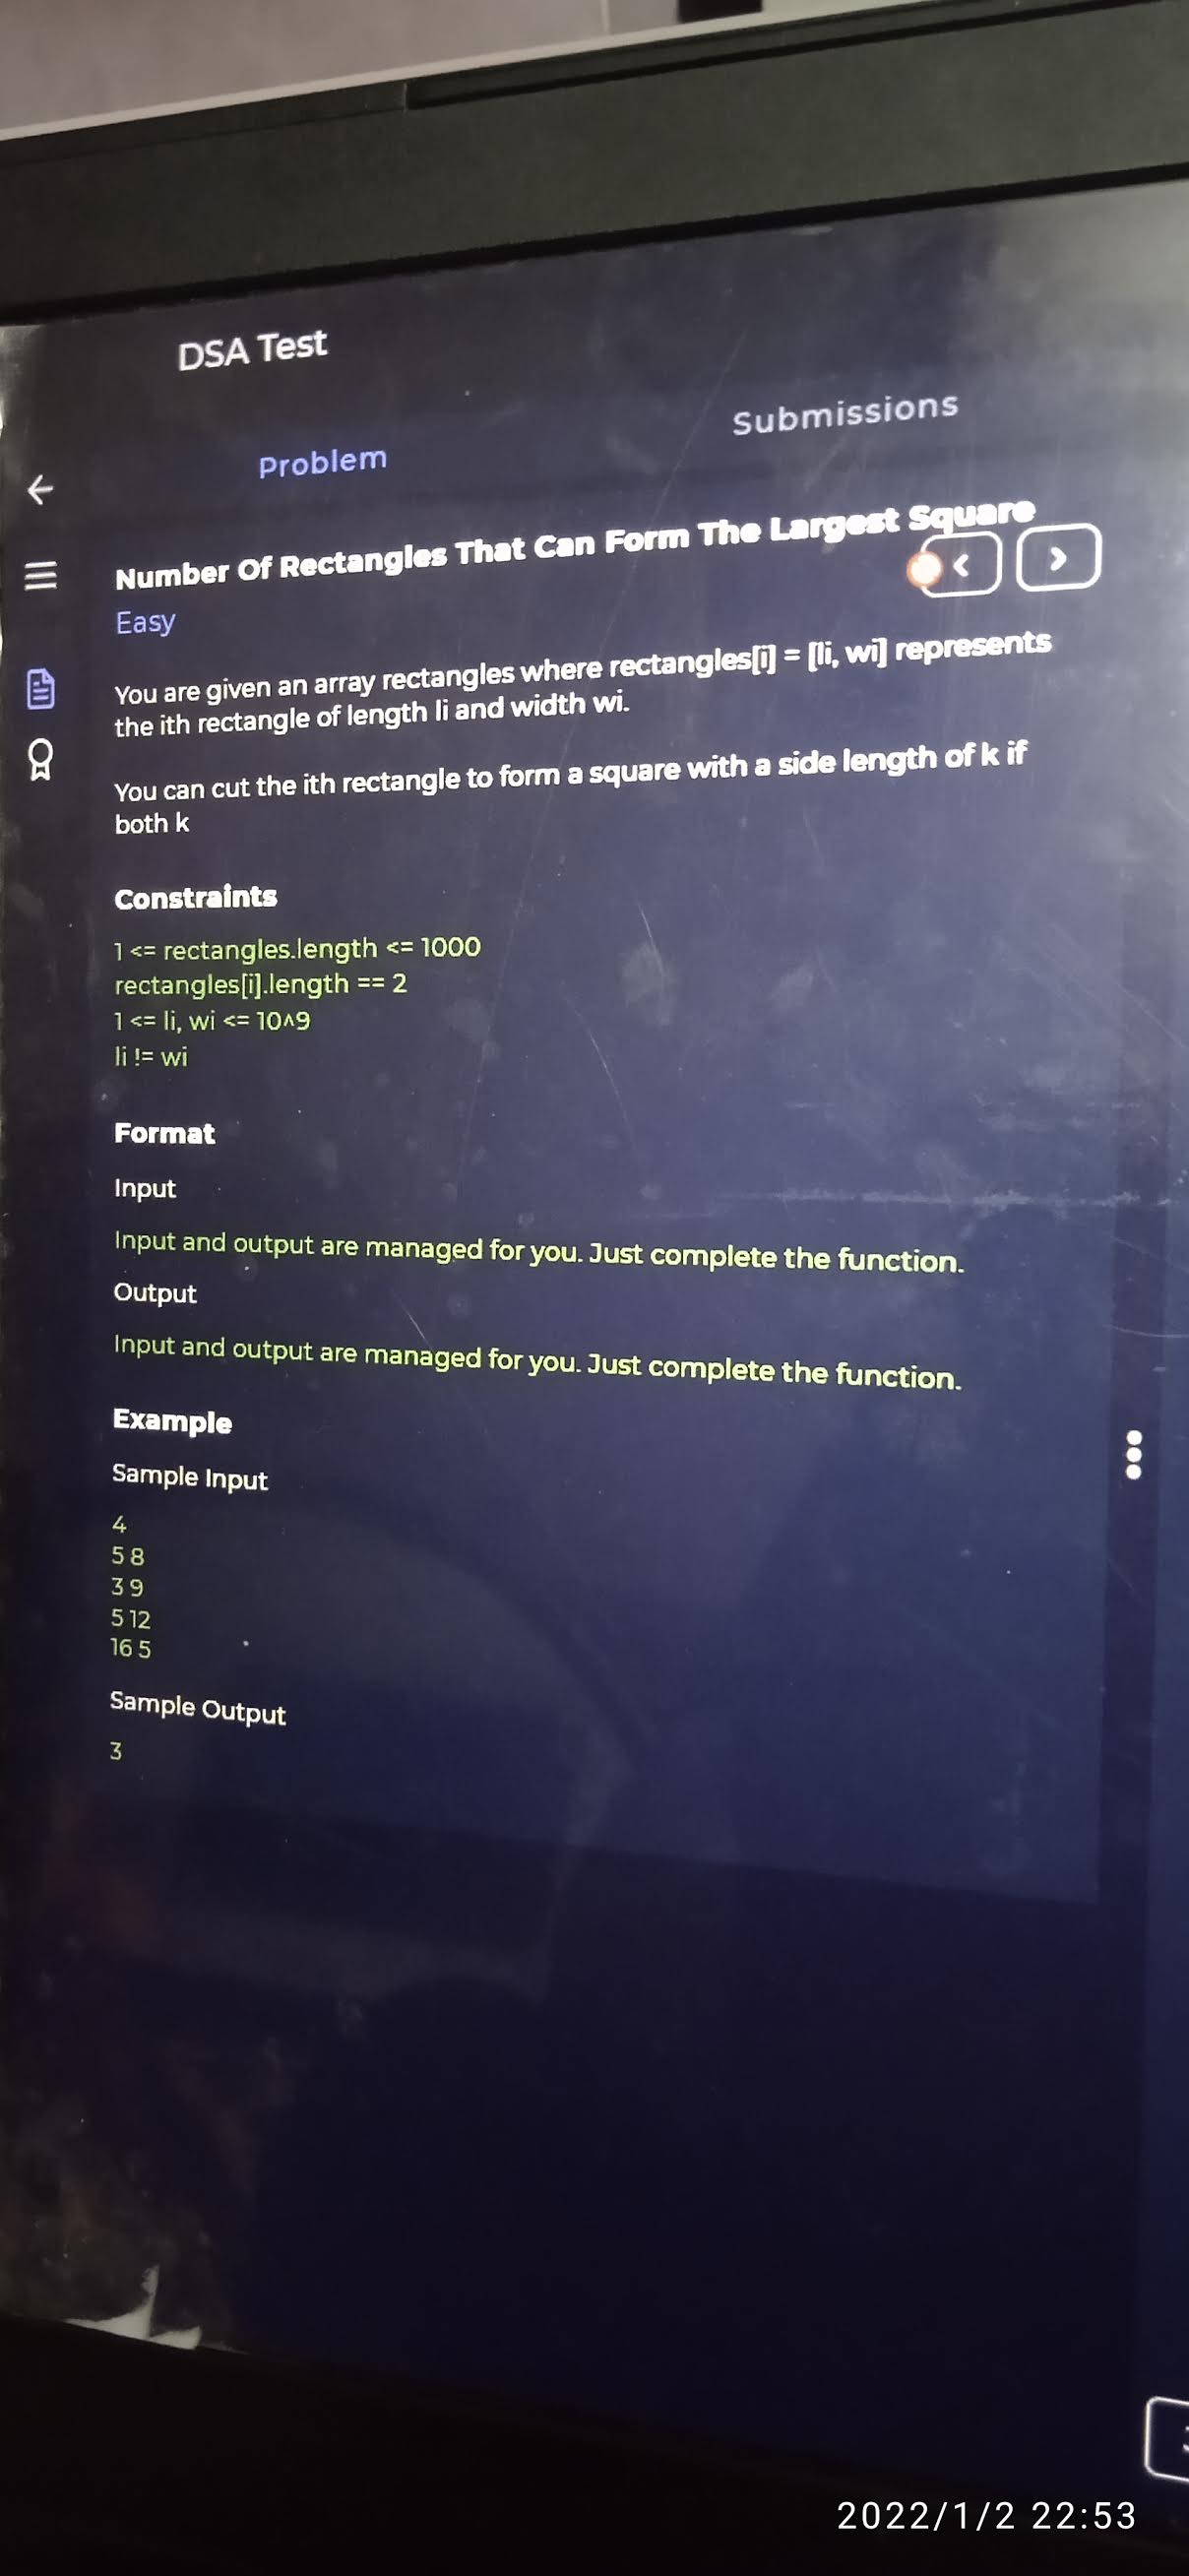 DSA Test
Problem
Submissions
Number Of Rectangles That Can Form The Largest Square
Easy
You are given an array rectangles where rectangles[i] = [li, wi] represents
the ith rectangle of length li and width wi.
You can cut the ith rectangle to form a square with a side length of k if
both k
Constraints
1 <= rectangles.length <= 1000
rectangles[i].length == 2
1 <= li, wi <= 10^9
li != wi
Format
Input
Input and output are managed for you. Just complete the function.
Output
Input and output are managed for you. Just complete the function.
Example
Sample Input
4
5 8
3 9
5 12
16 5
Sample Output
3
2022/1/2 22:53